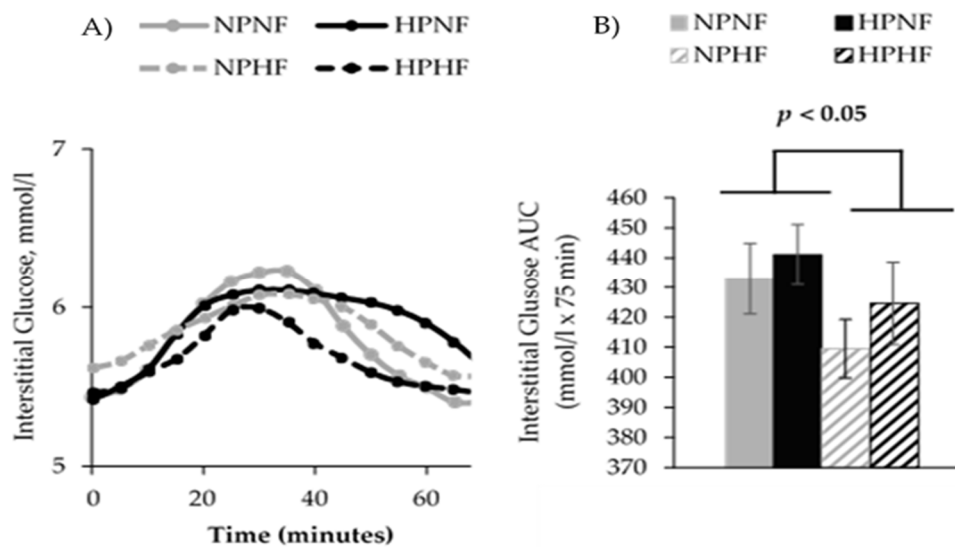 A)
NPNF
HPNF
NPHF
HPHF
Interstitial Glucose, mmol/l
7
6
5
0
20
40
60
Time (minutes)
B)
NPNF
HPNF
NPHF
HPHF
p < 0.05
Interstitial Glusose AUC
(mmol/l x 75 min)
460
450
440
430
420
410
400
390
380
370